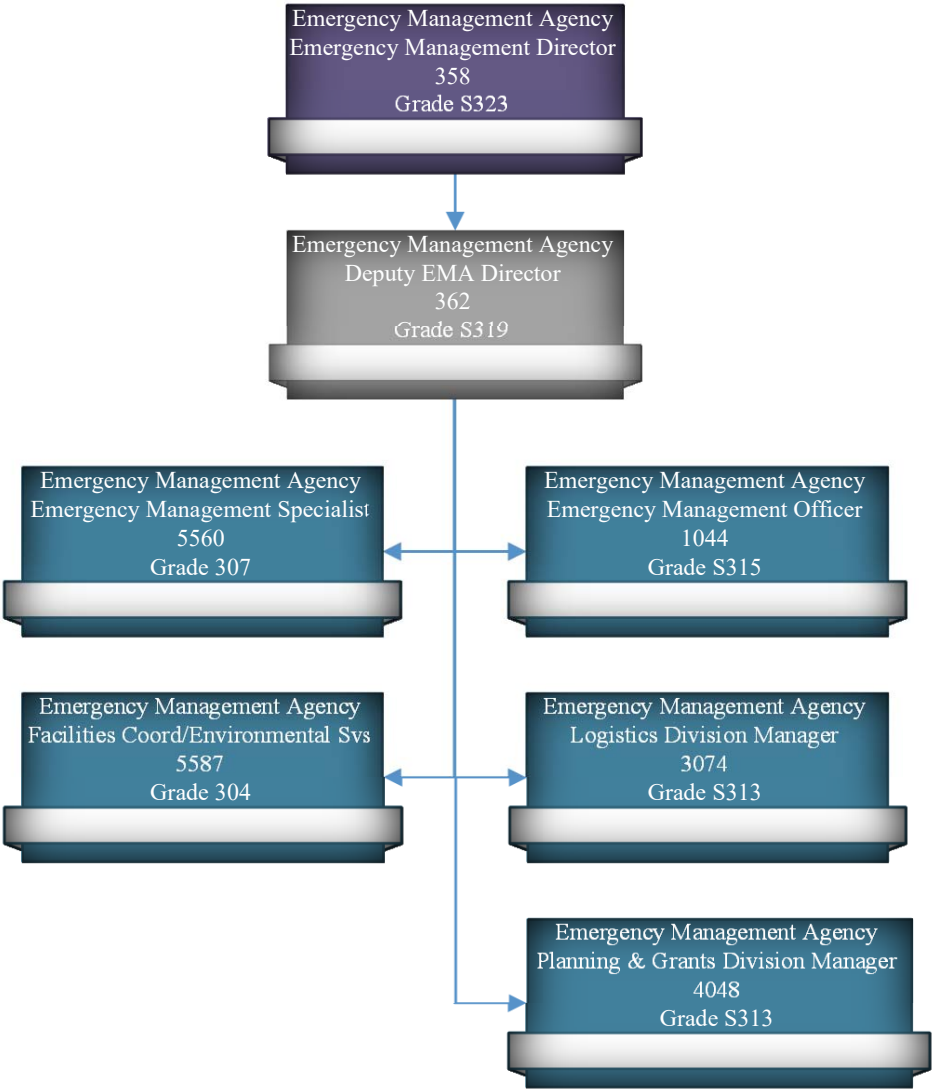 Emergency Management Agency
Emergency Management Director
358
Grade S323
Emergency Management Agency
Deputy EMA Director
362
Grade S319
Emergency Management Agency
Emergency Management Specialist
5560
Grade 307
Emergency Management Agency
Emergency Management Officer
1044
Grade S315
Emergency Management Agency
Facilities Coord/Environmental Svs
5587
Grade 304
Emergency Management Agency
Logistics Division Manager
3074
Grade S313
Emergency Management Agency
Planning & Grants Division Manager
4048
Grade S313